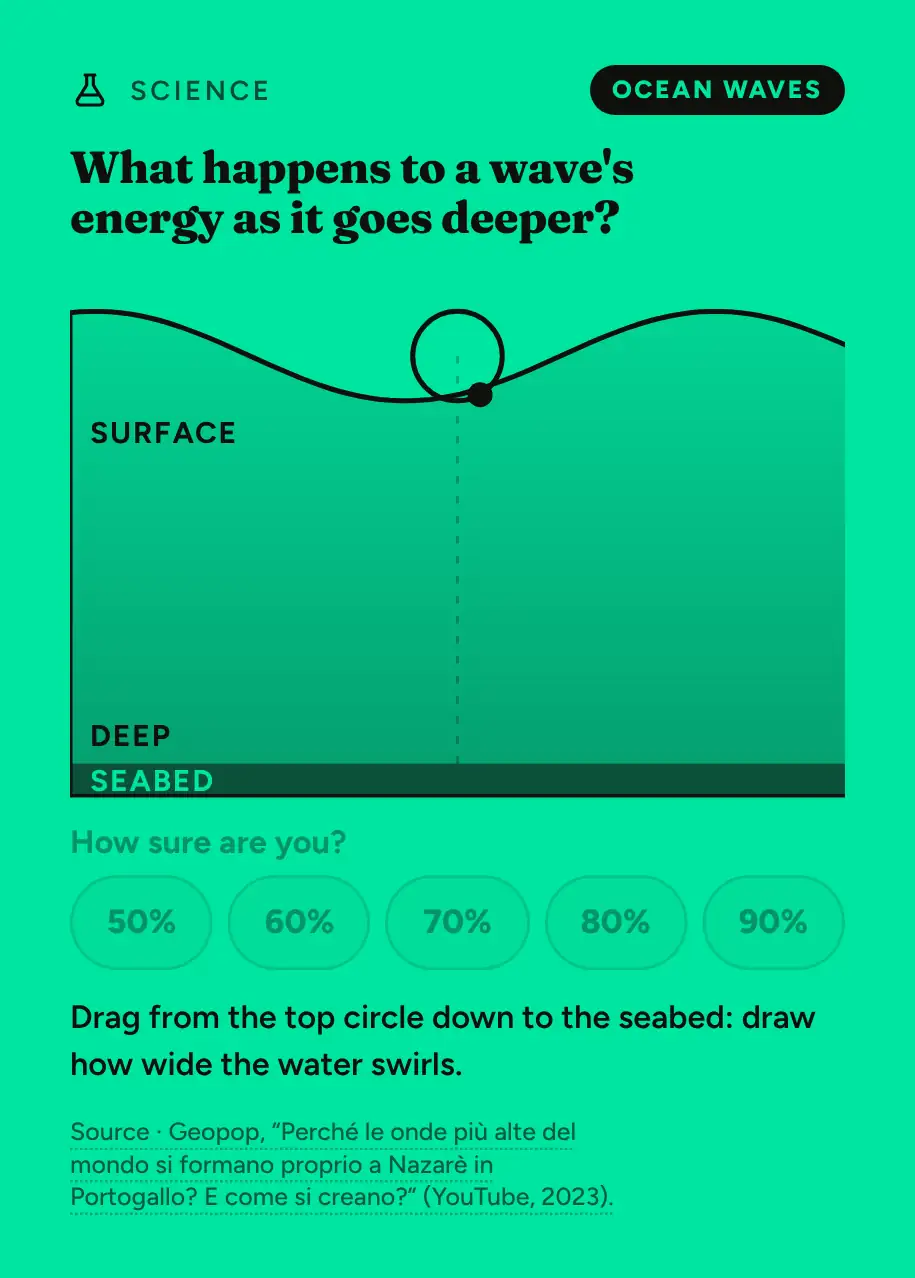 SCIENCE
OCEAN WAVES
What happens to a wave's
energy as it goes deeper?
SURFACE
DEEP
SEABED
How sure are you?
50% 60% 70% 80% 90%
Drag from the top circle down to the seabed: draw
how wide the water swirls.
Source · Geopop, “Perché le onde più alte del
mondo si formano proprio a Nazarè in
Portogallo? E come si creano?” (YouTube, 2023).